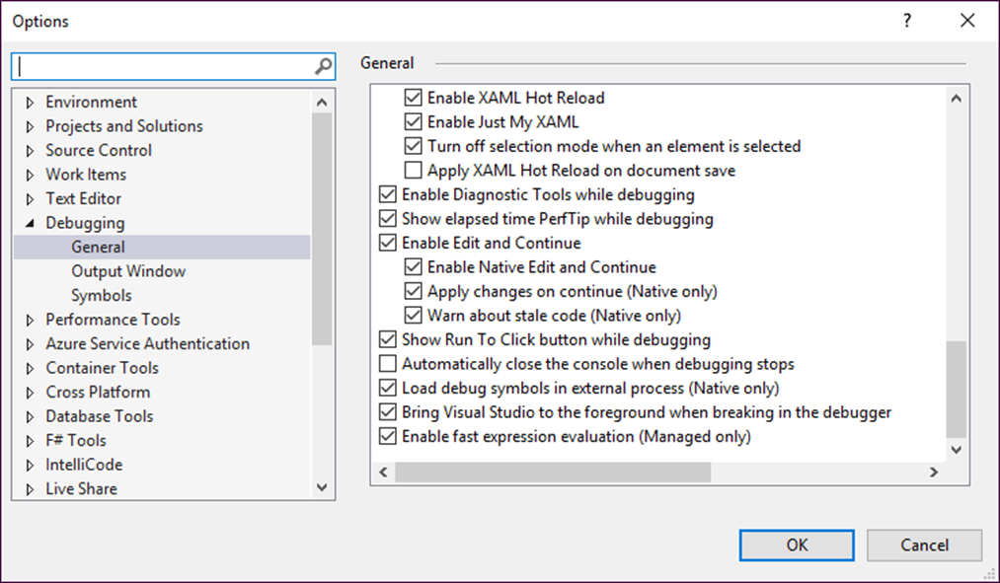 Options
?
General
Environment
Projects and Solutions
Source Control
Work Items
Text Editor
Debugging
General
Output Window
Symbols
Performance Tools
Azure Service Authentication
Container Tools
Cross Platform
Database Tools
F# Tools
IntelliCode
Live Share
Enable XAML Hot Reload
Enable Just My XAML
Turn off selection mode when an element is selected
Apply XAML Hot Reload on document save
Enable Diagnostic Tools while debugging
Show elapsed time PerfTip while debugging
Enable Edit and Continue
Enable Native Edit and Continue
Apply changes on continue (Native only)
Warn about stale code (Native only)
Show Run To Click button while debugging
Automatically close the console when debugging stops
Load debug symbols in external process (Native only)
Bring Visual Studio to the foreground when breaking in the debugger
Enable fast expression evaluation (Managed only)
OK
Cancel